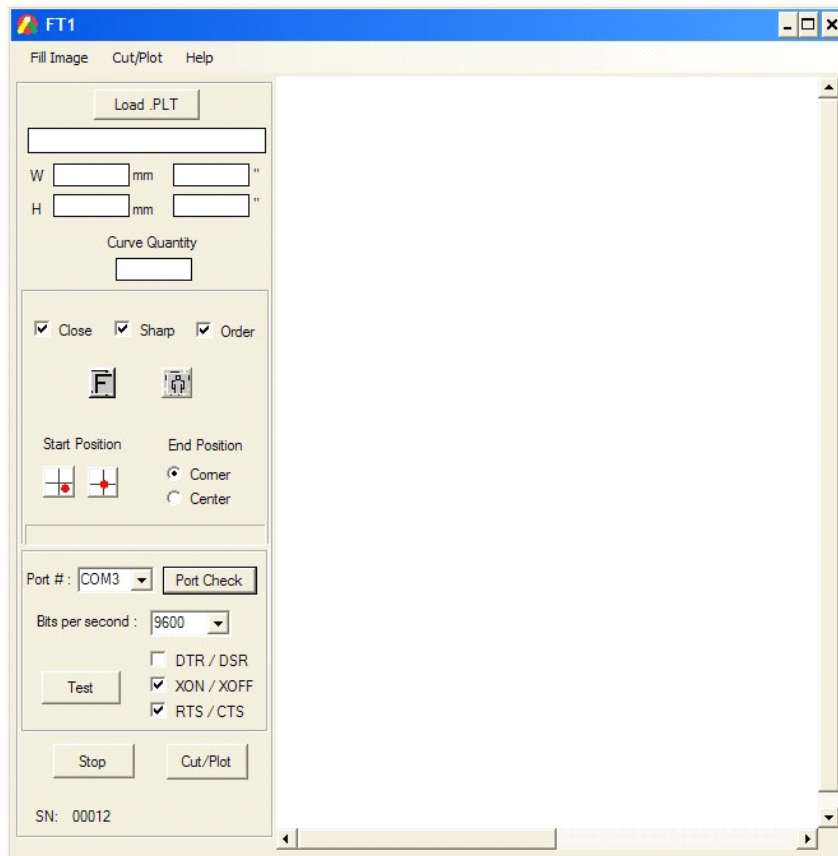 FT1
Fill Image Cut/Plot Help
Load .PLT
W mm "
H mm "
Curve Quantity
Close Sharp Order
F
Start Position End Position
Corner
Center
Port # : COM3 Port Check
Bits per second : 9600
DTR / DSR
Test XON / XOFF
RTS / CTS
Stop Cut/Plot
SN: 00012